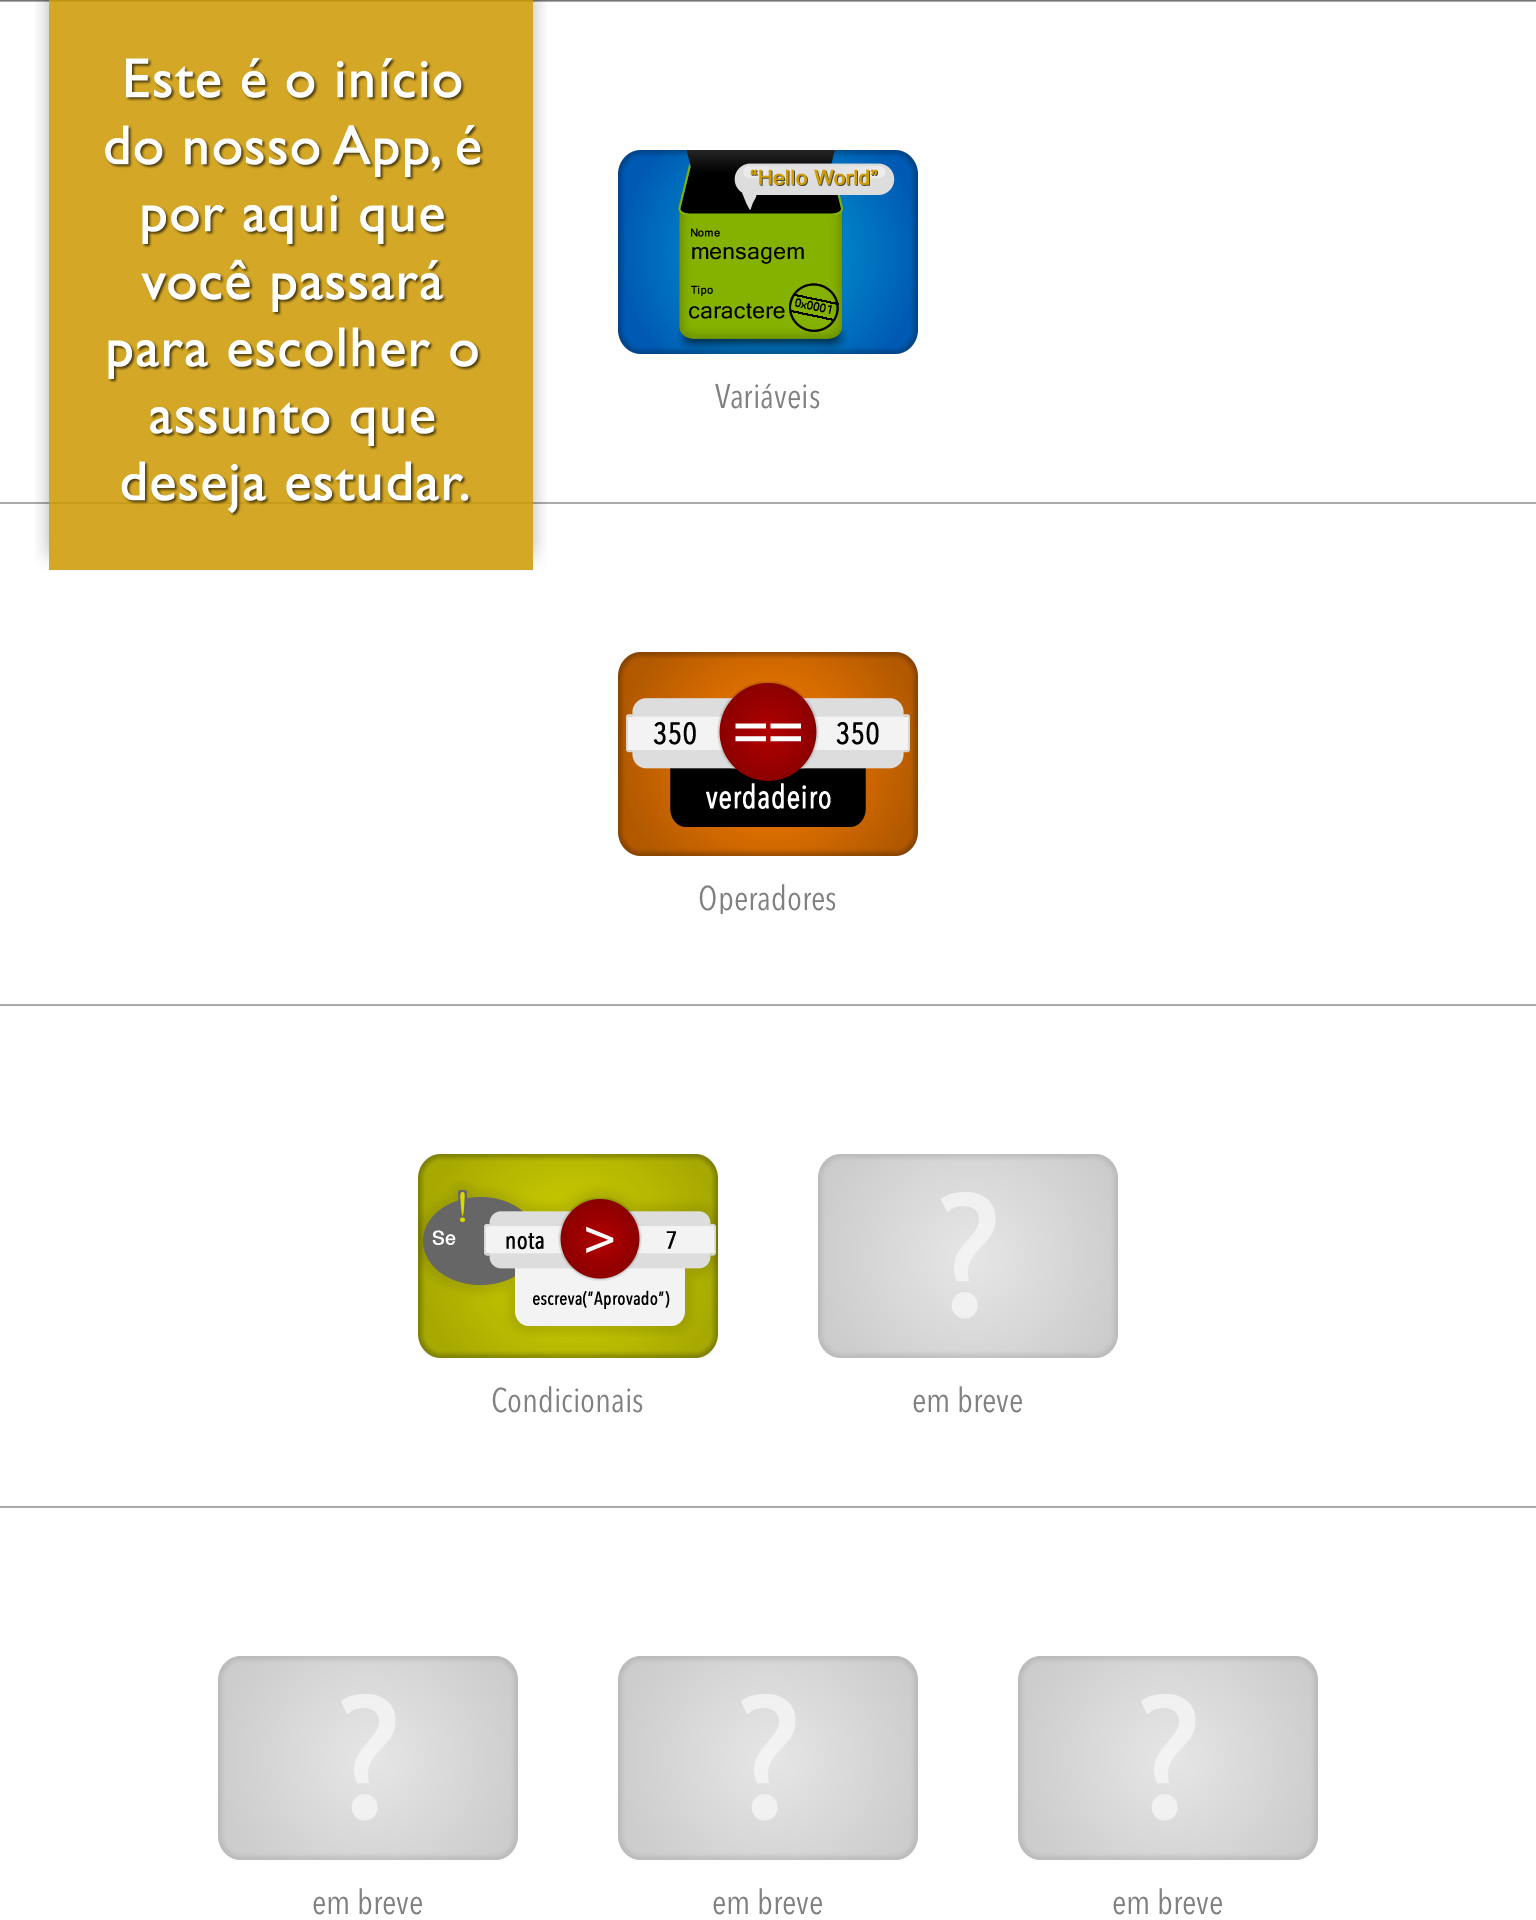 Este é o início
do nosso App, é
por aqui que
você passará
para escolher o
assunto que
deseja estudar.
"Hello World"
Nome
mensagem
Tipo
caractere
0x0001
Variáveis
350 == 350
verdadeiro
Operadores
!
Se nota > 7
escreva("Aprovado")
?
Condicionais
em breve
? ? ?
em breve em breve em breve